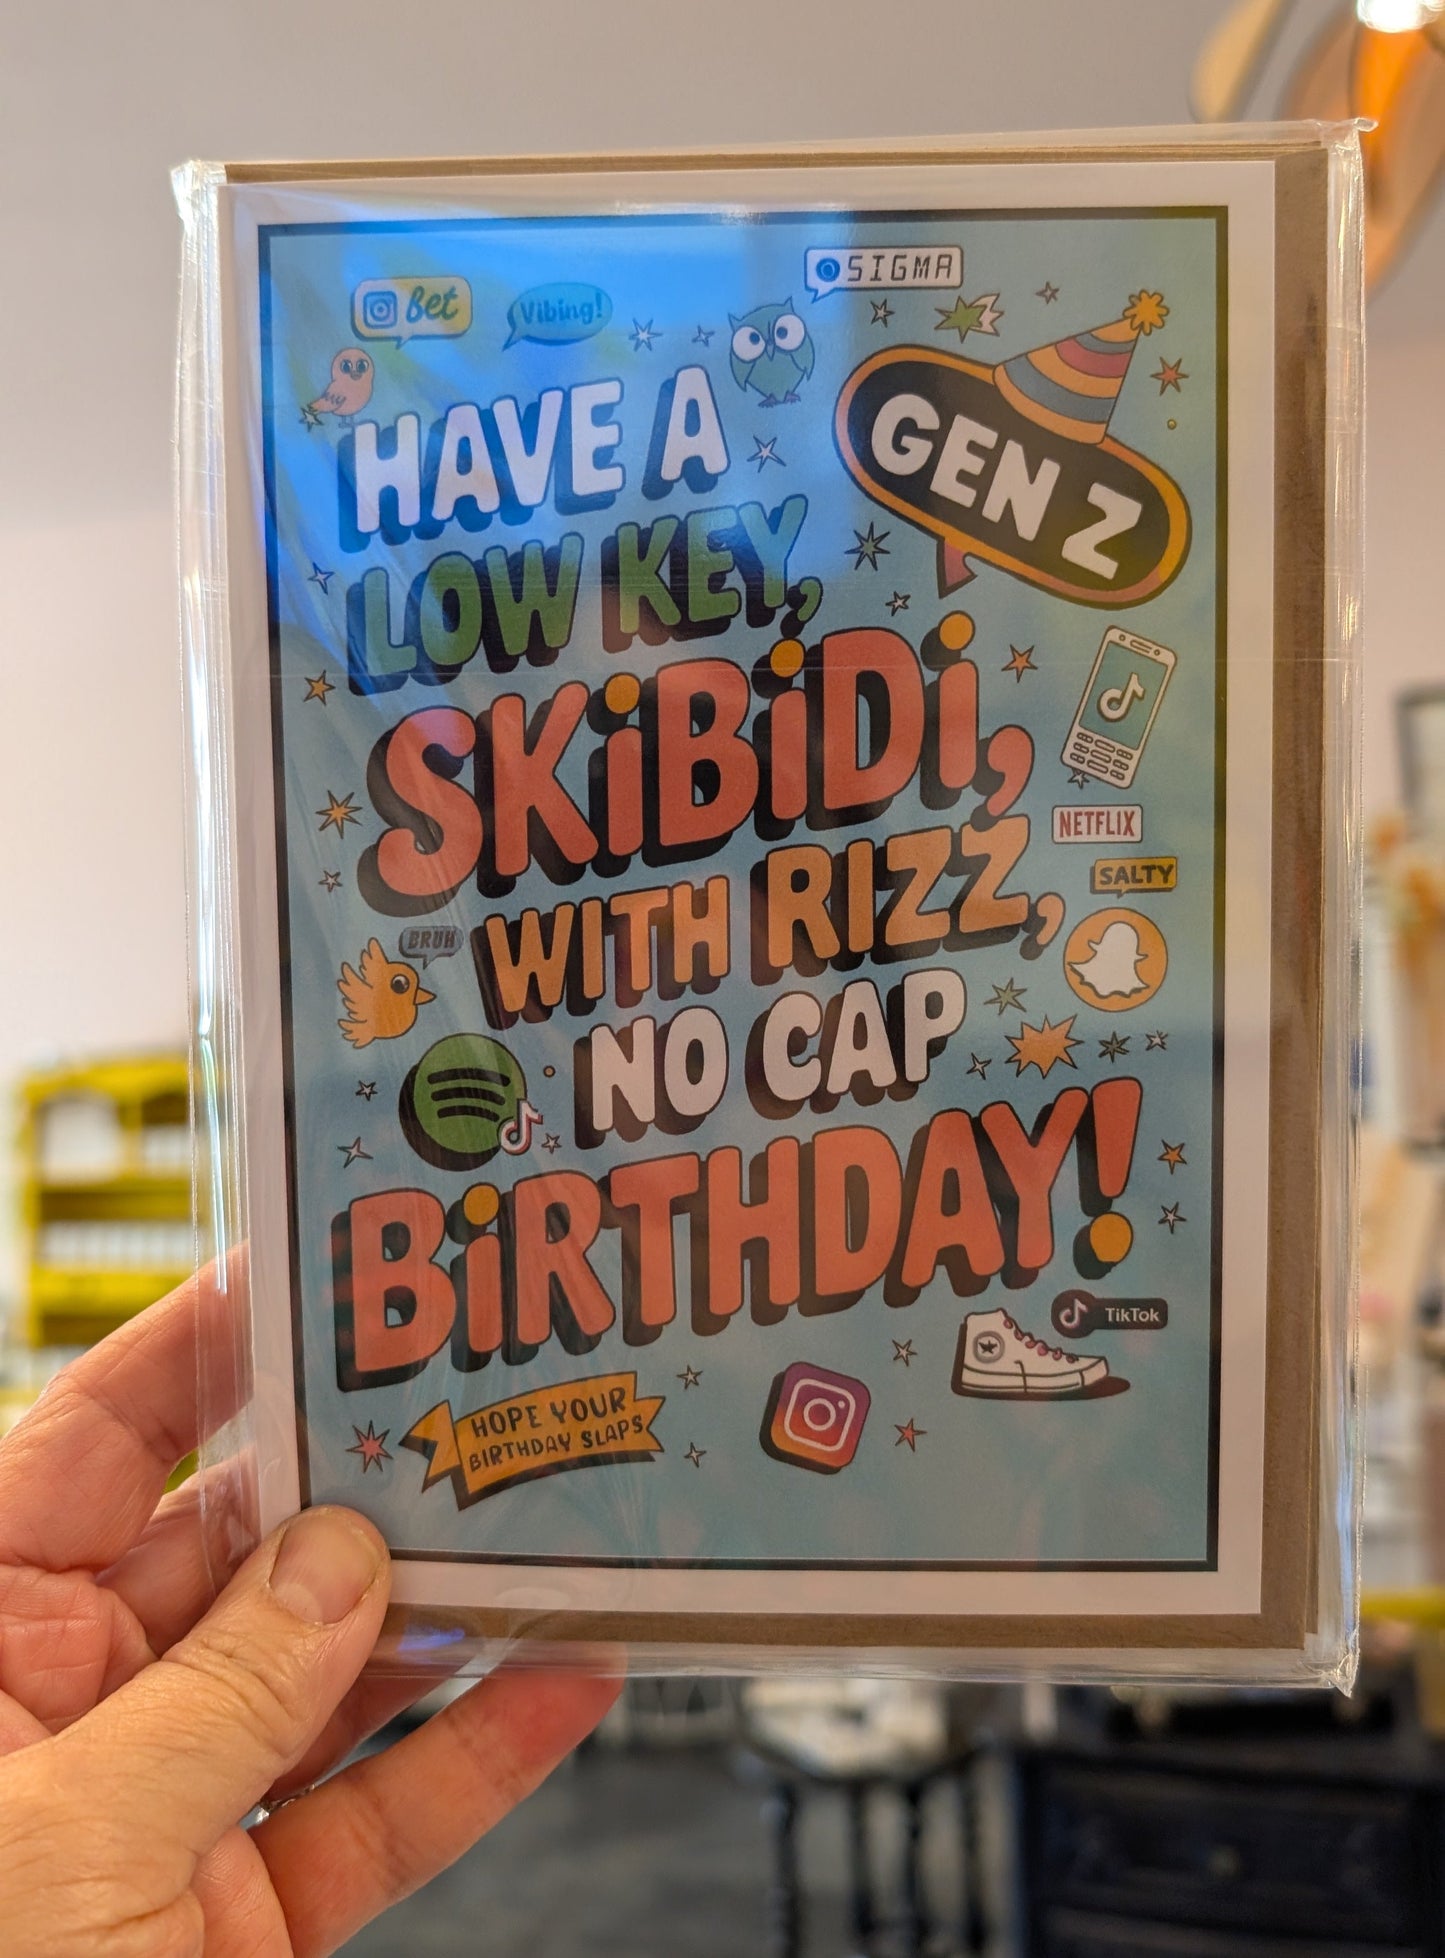 Bet
Vibing!
SIGMA
GEN Z
HAVE A
LOW KEY,
SKiBiDi,
WITH RIZZ,
NO CAP
BiRTHDAY!
NETFLIX
SALTY
BRUH
TikTok
HOPE YOUR
BIRTHDAY SLAPS